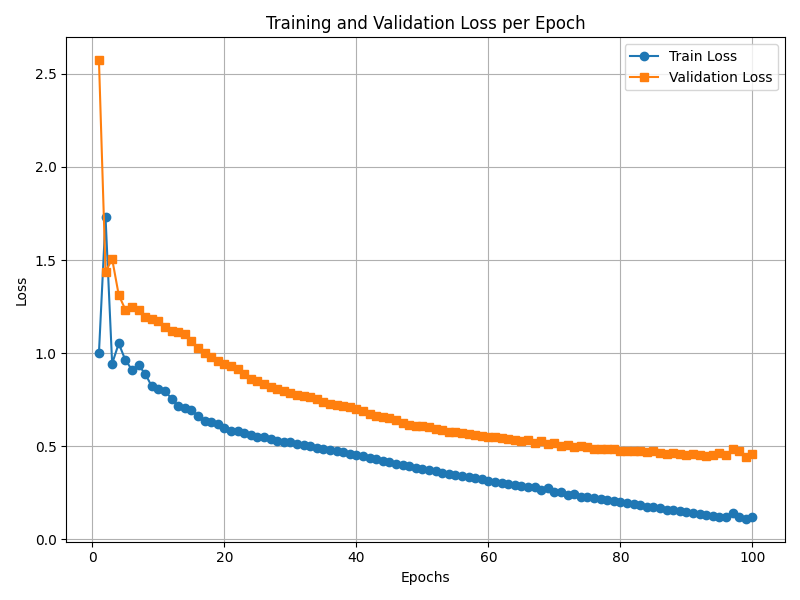 Training and Validation Loss per Epoch
Train Loss
Validation Loss
2.5
2.0
1.5
1.0
0.5
0.0
Loss
0 20 40 60 80 100
Epochs